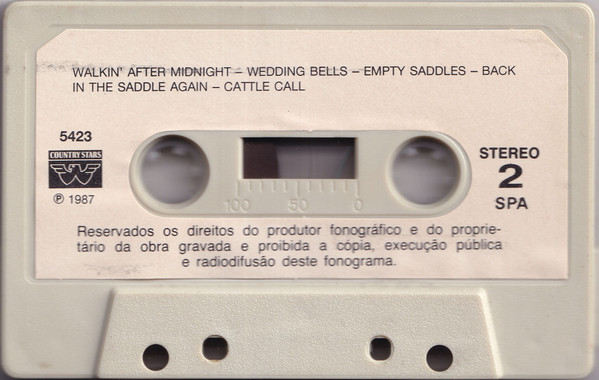 WALKIN' AFTER MIDNIGHT – WEDDING BELLS – EMPTY SADDLES – BACK
IN THE SADDLE AGAIN – CATTLE CALL
5423
COUNTRY STARS
℗ 1987
STEREO
2
SPA
100 50 0
Reservados os direitos do produtor fonográfico e do proprie-
tário da obra gravada e proibida a cópia, execução pública
e radiodifusão deste fonograma.